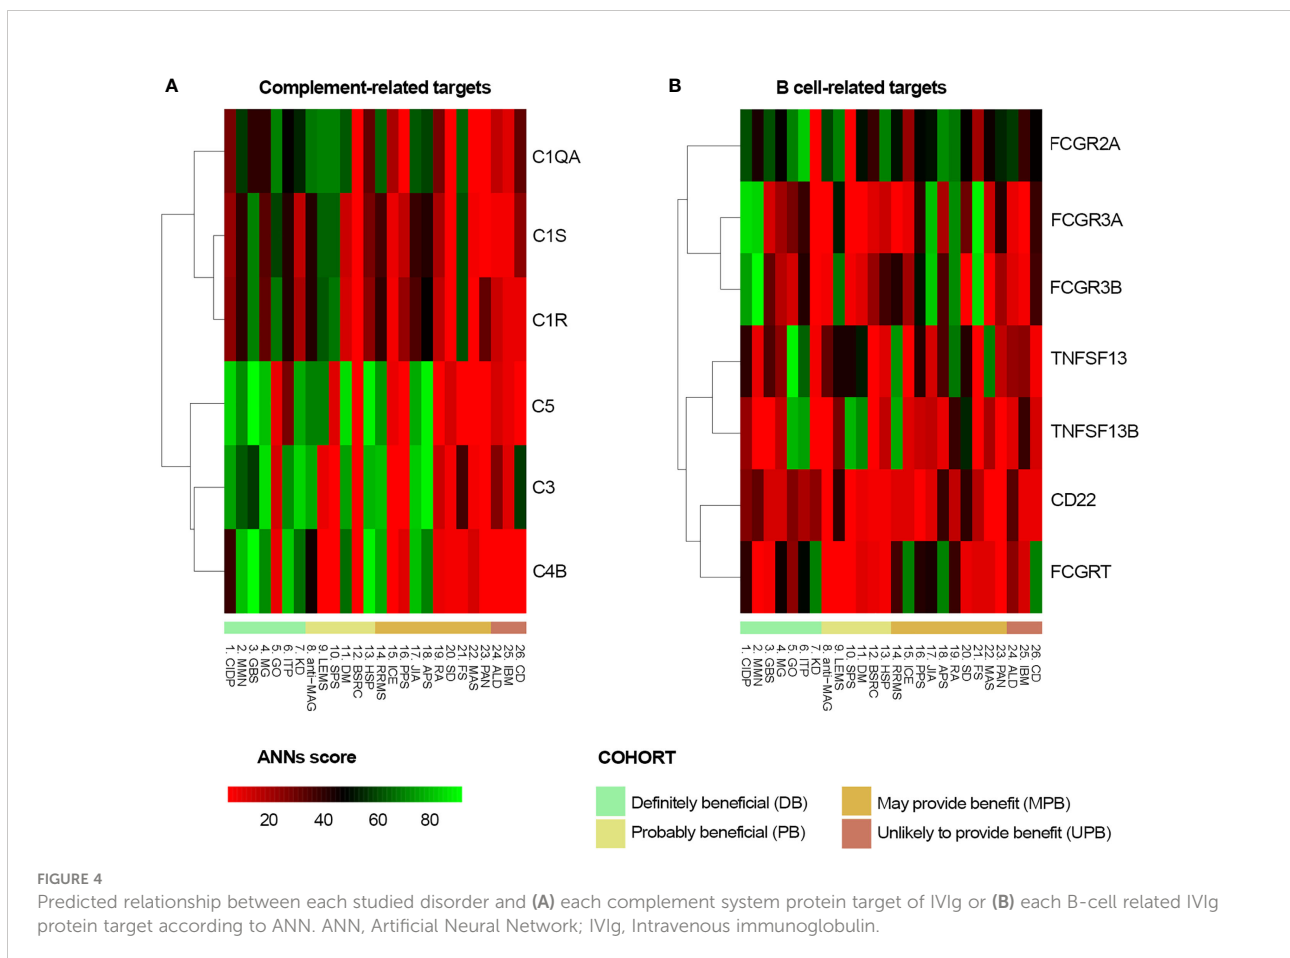 A
Complement-related targets
C1QA
C1S
C1R
C5
C3
C4B
1. CIDP
2. MMN
3. GBS
4. MG
5. GO
6. ITP
7. KD
8. anti-MAG
9. LEMS
10. SPS
11. DM
12. BSRC
13. HSP
14. RRMS
15. ICE
16. PPS
17. JIA
18. APS
19. RA
20. SD
21. FS
22. MAS
23. PAN
24. ALD
25. IBM
26. CD
B
B cell-related targets
FCGR2A
FCGR3A
FCGR3B
TNFSF13
TNFSF13B
CD22
FCGRT
1. CIDP
2. MMN
3. GBS
4. MG
5. GO
6. ITP
7. KD
8. anti-MAG
9. LEMS
10. SPS
11. DM
12. BSRC
13. HSP
14. RRMS
15. ICE
16. PPS
17. JIA
18. APS
19. RA
20. SD
21. FS
22. MAS
23. PAN
24. ALD
25. IBM
26. CD
ANNs score
20 40 60 80
COHORT
Definitely beneficial (DB)
Probably beneficial (PB)
May provide benefit (MPB)
Unlikely to provide benefit (UPB)
FIGURE 4
Predicted relationship between each studied disorder and (A) each complement system protein target of IVIg or (B) each B-cell related IVIg
protein target according to ANN. ANN, Artificial Neural Network; IVIg, Intravenous immunoglobulin.